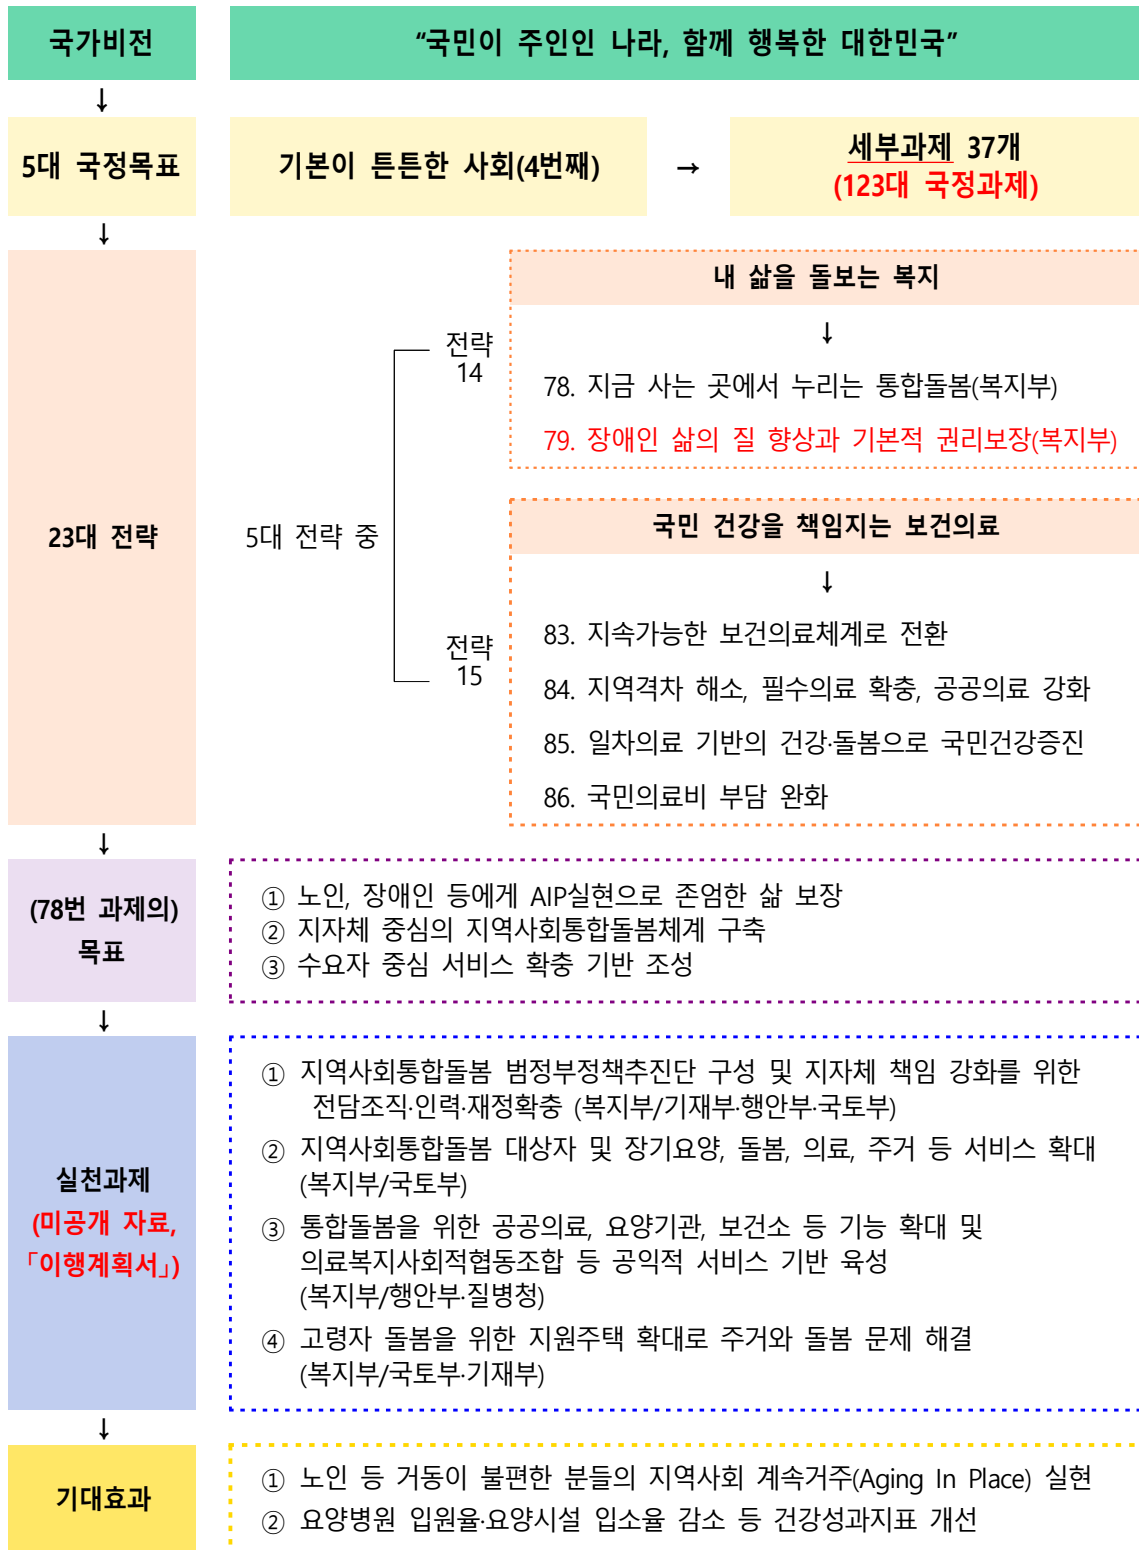 국가비전
“국민이 주인인 나라, 함께 행복한 대한민국”
↓
5대 국정목표
기본이 튼튼한 사회(4번째)
→
세부과제 37개
(123대 국정과제)
↓
23대 전략
5대 전략 중
전략
14
내 삶을 돌보는 복지
↓
78. 지금 사는 곳에서 누리는 통합돌봄(복지부)
79. 장애인 삶의 질 향상과 기본적 권리보장(복지부)
전략
15
국민 건강을 책임지는 보건의료
↓
83. 지속가능한 보건의료체계로 전환
84. 지역격차 해소, 필수의료 확충, 공공의료 강화
85. 일차의료 기반의 건강·돌봄으로 국민건강증진
86. 국민의료비 부담 완화
↓
(78번 과제의)
목표
① 노인, 장애인 등에게 AIP실현으로 존엄한 삶 보장
② 지자체 중심의 지역사회통합돌봄체계 구축
③ 수요자 중심 서비스 확충 기반 조성
↓
실천과제
(미공개 자료,
「이행계획서」)
① 지역사회통합돌봄 범정부정책추진단 구성 및 지자체 책임 강화를 위한
전담조직·인력·재정확충 (복지부/기재부·행안부·국토부)
② 지역사회통합돌봄 대상자 및 장기요양, 돌봄, 의료, 주거 등 서비스 확대
(복지부/국토부)
③ 통합돌봄을 위한 공공의료, 요양기관, 보건소 등 기능 확대 및
의료복지사회적협동조합 등 공익적 서비스 기반 육성
(복지부/행안부·질병청)
④ 고령자 돌봄을 위한 지원주택 확대로 주거와 돌봄 문제 해결
(복지부/국토부·기재부)
↓
기대효과
① 노인 등 거동이 불편한 분들의 지역사회 계속거주(Aging In Place) 실현
② 요양병원 입원율·요양시설 입소율 감소 등 건강성과지표 개선